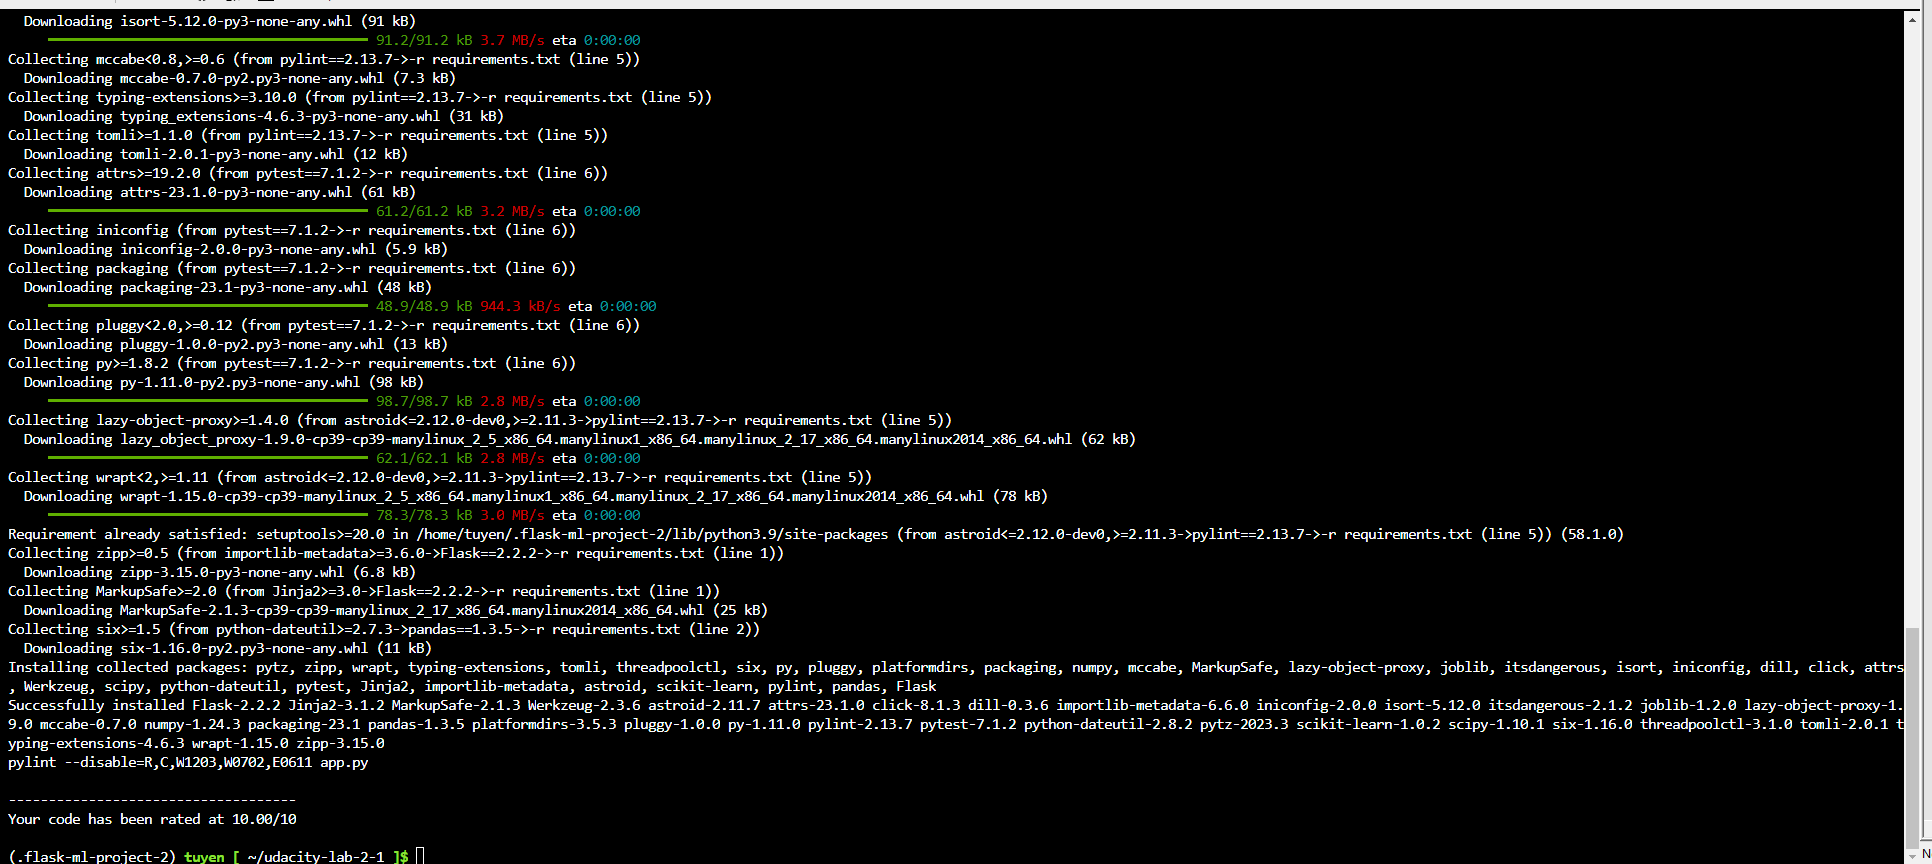 Downloading isort-5.12.0-py3-none-any.whl (91 kB)
91.2/91.2 kB 3.7 MB/s eta 0:00:00
Collecting mccabe<0.8,>=0.6 (from pylint==2.13.7->-r requirements.txt (line 5))
Downloading mccabe-0.7.0-py2.py3-none-any.whl (7.3 kB)
Collecting typing-extensions>=3.10.0 (from pylint==2.13.7->-r requirements.txt (line 5))
Downloading typing_extensions-4.6.3-py3-none-any.whl (31 kB)
Collecting tomli>=1.1.0 (from pylint==2.13.7->-r requirements.txt (line 5))
Downloading tomli-2.0.1-py3-none-any.whl (12 kB)
Collecting attrs>=19.2.0 (from pytest==7.1.2->-r requirements.txt (line 6))
Downloading attrs-23.1.0-py3-none-any.whl (61 kB)
61.2/61.2 kB 3.2 MB/s eta 0:00:00
Collecting iniconfig (from pytest==7.1.2->-r requirements.txt (line 6))
Downloading iniconfig-2.0.0-py3-none-any.whl (5.9 kB)
Collecting packaging (from pytest==7.1.2->-r requirements.txt (line 6))
Downloading packaging-23.1-py3-none-any.whl (48 kB)
48.9/48.9 kB 944.3 kB/s eta 0:00:00
Collecting pluggy<2.0,>=0.12 (from pytest==7.1.2->-r requirements.txt (line 6))
Downloading pluggy-1.0.0-py2.py3-none-any.whl (13 kB)
Collecting py>=1.8.2 (from pytest==7.1.2->-r requirements.txt (line 6))
Downloading py-1.11.0-py2.py3-none-any.whl (98 kB)
98.7/98.7 kB 2.8 MB/s eta 0:00:00
Collecting lazy-object-proxy>=1.4.0 (from astroid<=2.12.0-dev0,>=2.11.3->pylint==2.13.7->-r requirements.txt (line 5))
Downloading lazy_object_proxy-1.9.0-cp39-cp39-manylinux_2_5_x86_64.manylinux1_x86_64.manylinux_2_17_x86_64.manylinux2014_x86_64.whl (62 kB)
62.1/62.1 kB 2.8 MB/s eta 0:00:00
Collecting wrapt<2,>=1.11 (from astroid<=2.12.0-dev0,>=2.11.3->pylint==2.13.7->-r requirements.txt (line 5))
Downloading wrapt-1.15.0-cp39-cp39-manylinux_2_5_x86_64.manylinux1_x86_64.manylinux_2_17_x86_64.manylinux2014_x86_64.whl (78 kB)
78.3/78.3 kB 3.0 MB/s eta 0:00:00
Requirement already satisfied: setuptools>=20.0 in /home/tuyen/.flask-ml-project-2/lib/python3.9/site-packages (from astroid<=2.12.0-dev0,>=2.11.3->pylint==2.13.7->-r requirements.txt (line 5)) (58.1.0)
Collecting zipp>=0.5 (from importlib-metadata>=3.6.0->Flask==2.2.2->-r requirements.txt (line 1))
Downloading zipp-3.15.0-py3-none-any.whl (6.8 kB)
Collecting MarkupSafe>=2.0 (from Jinja2>=3.0->Flask==2.2.2->-r requirements.txt (line 1))
Downloading MarkupSafe-2.1.3-cp39-cp39-manylinux_2_17_x86_64.manylinux2014_x86_64.whl (25 kB)
Collecting six>=1.5 (from python-dateutil>=2.7.3->pandas==1.3.5->-r requirements.txt (line 2))
Downloading six-1.16.0-py2.py3-none-any.whl (11 kB)
Installing collected packages: pytz, zipp, wrapt, typing-extensions, tomli, threadpoolctl, six, py, pluggy, platformdirs, packaging, numpy, mccabe, MarkupSafe, lazy-object-proxy, joblib, itsdangerous, isort, iniconfig, dill, click, attrs
, Werkzeug, scipy, python-dateutil, pytest, Jinja2, importlib-metadata, astroid, scikit-learn, pylint, pandas, Flask
Successfully installed Flask-2.2.2 Jinja2-3.1.2 MarkupSafe-2.1.3 Werkzeug-2.3.6 astroid-2.11.7 attrs-23.1.0 click-8.1.3 dill-0.3.6 importlib-metadata-6.6.0 iniconfig-2.0.0 isort-5.12.0 itsdangerous-2.1.2 joblib-1.2.0 lazy-object-proxy-1.
9.0 mccabe-0.7.0 numpy-1.24.3 packaging-23.1 pandas-1.3.5 platformdirs-3.5.3 pluggy-1.0.0 py-1.11.0 pylint-2.13.7 pytest-7.1.2 python-dateutil-2.8.2 pytz-2023.3 scikit-learn-1.0.2 scipy-1.10.1 six-1.16.0 threadpoolctl-3.1.0 tomli-2.0.1 t
yping-extensions-4.6.3 wrapt-1.15.0 zipp-3.15.0
pylint --disable=R,C,W1203,W0702,E0611 app.py
------------------------------------
Your code has been rated at 10.00/10
(.flask-ml-project-2) tuyen [ ~/udacity-lab-2-1 ]$
N